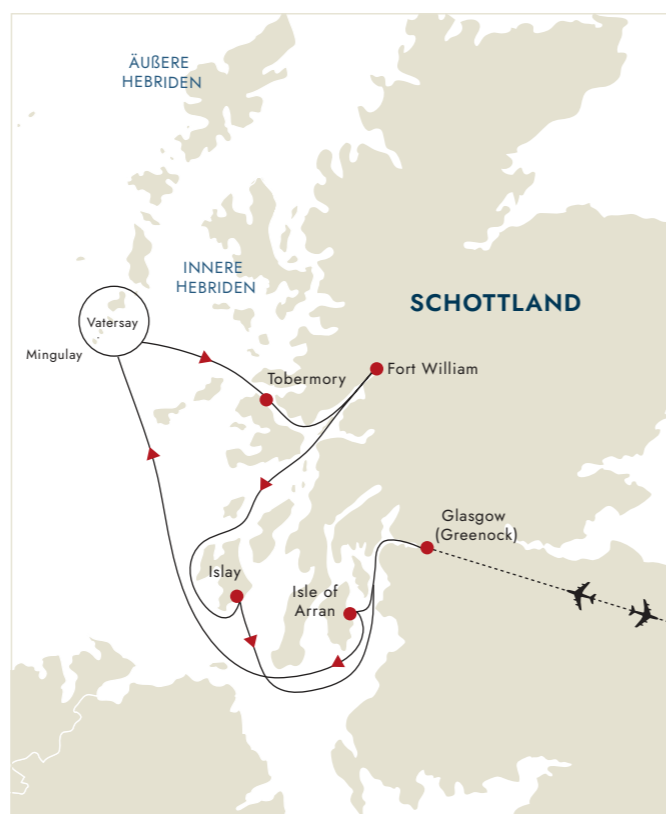 ÄUßERE
HEBRIDEN
INNERE
HEBRIDEN
SCHOTTLAND
Vatersay
Mingulay
Fort William
Tobermory
Glasgow
(Greenock)
Islay
Isle of
Arran